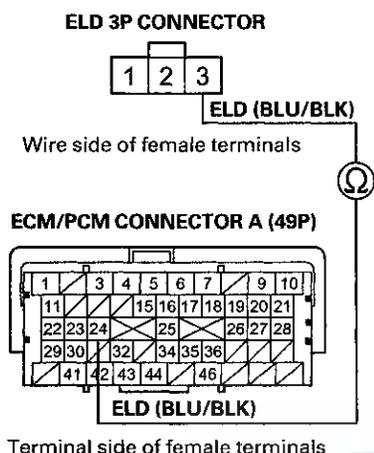 ELD 3P CONNECTOR
1 2 3
ELD (BLU/BLK)
Wire side of female terminals
Ω
ECM/PCM CONNECTOR A (49P)
1 3 4 5 6 7 9 10
11 15 16 17 18 19 20 21
22 23 24 25 26 27 28
29 30 32 34 35 36
41 42 43 44 46
ELD (BLU/BLK)
Terminal side of female terminals